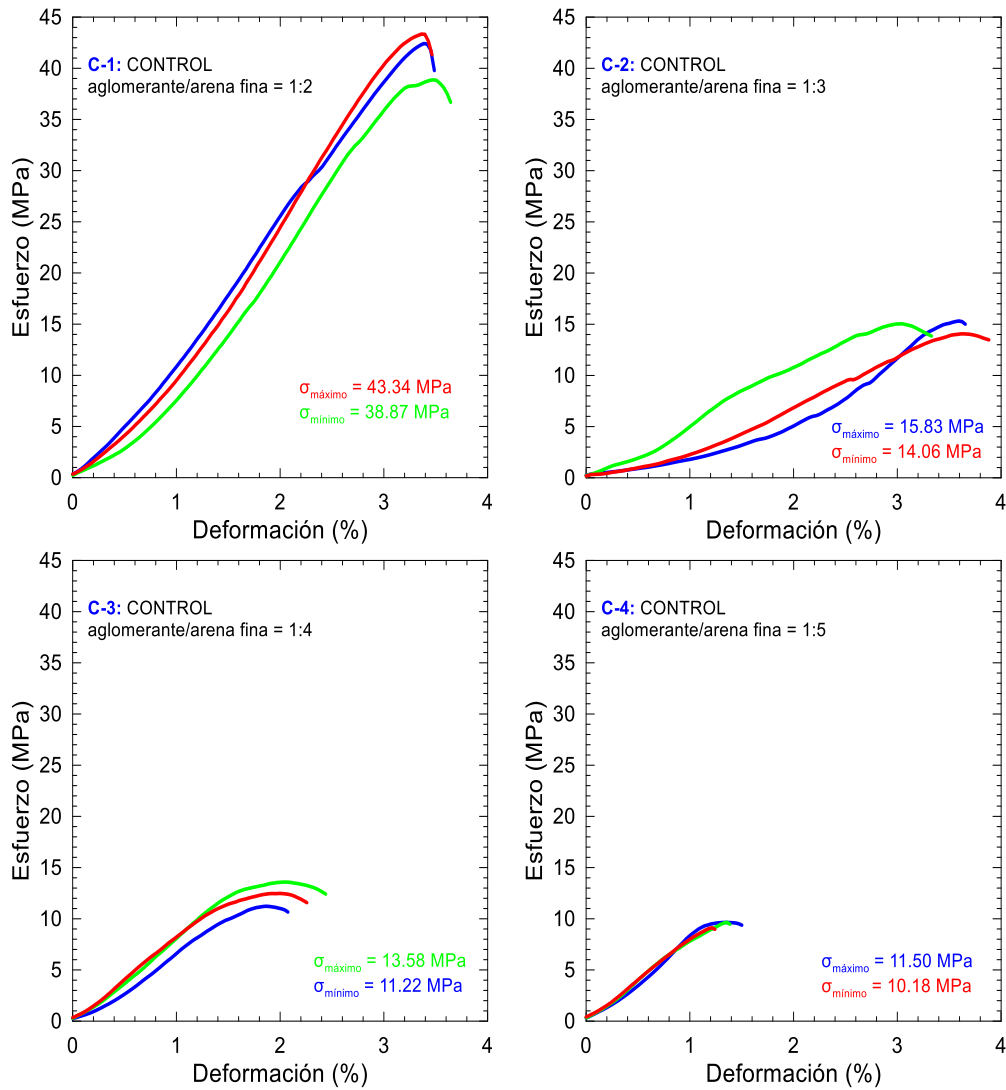 45
40
35
30
25
20
15
10
5
0
Esfuerzo (MPa)
C-1: CONTROL
aglomerante/arena fina = 1:2
σmáximo = 43.34 MPa
σmínimo = 38.87 MPa
0 1 2 3 4
Deformación (%)
45
40
35
30
25
20
15
10
5
0
Esfuerzo (MPa)
C-2: CONTROL
aglomerante/arena fina = 1:3
σmáximo = 15.83 MPa
σmínimo = 14.06 MPa
0 1 2 3 4
Deformación (%)
45
40
35
30
25
20
15
10
5
0
Esfuerzo (MPa)
C-3: CONTROL
aglomerante/arena fina = 1:4
σmáximo = 13.58 MPa
σmínimo = 11.22 MPa
0 1 2 3 4
Deformación (%)
45
40
35
30
25
20
15
10
5
0
Esfuerzo (MPa)
C-4: CONTROL
aglomerante/arena fina = 1:5
σmáximo = 11.50 MPa
σmínimo = 10.18 MPa
0 1 2 3 4
Deformación (%)